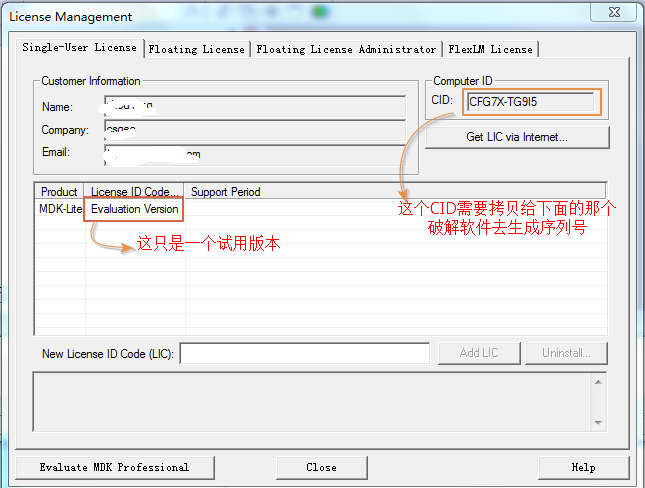 License Management
Single-User License
Floating License
Floating License Administrator
FlexLM License
Customer Information
Name:
Company:
Email:
Computer ID
CID:
CFG7X-TG9I5
Get LIC via Internet...
Product
License ID Code...
Support Period
MDK-Lite
Evaluation Version
这个CID需要拷贝给下面的那个
破解软件去生成序列号
这只是一个试用版本
New License ID Code (LIC):
Add LIC
Uninstall...
Evaluate MDK Professional
Close
Help